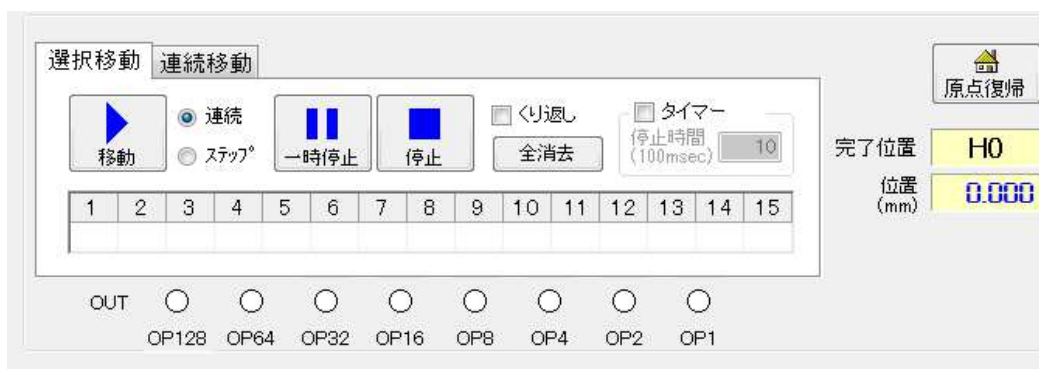 選択移動 連続移動
原点復帰
連続
ステップ
移動
一時停止
停止
くり返し
全消去
タイマー
停止時間
(100msec)
10
完了位置 H0
位置
(mm)
0.000
1 2 3 4 5 6 7 8 9 10 11 12 13 14 15
OUT
OP128 OP64 OP32 OP16 OP8 OP4 OP2 OP1